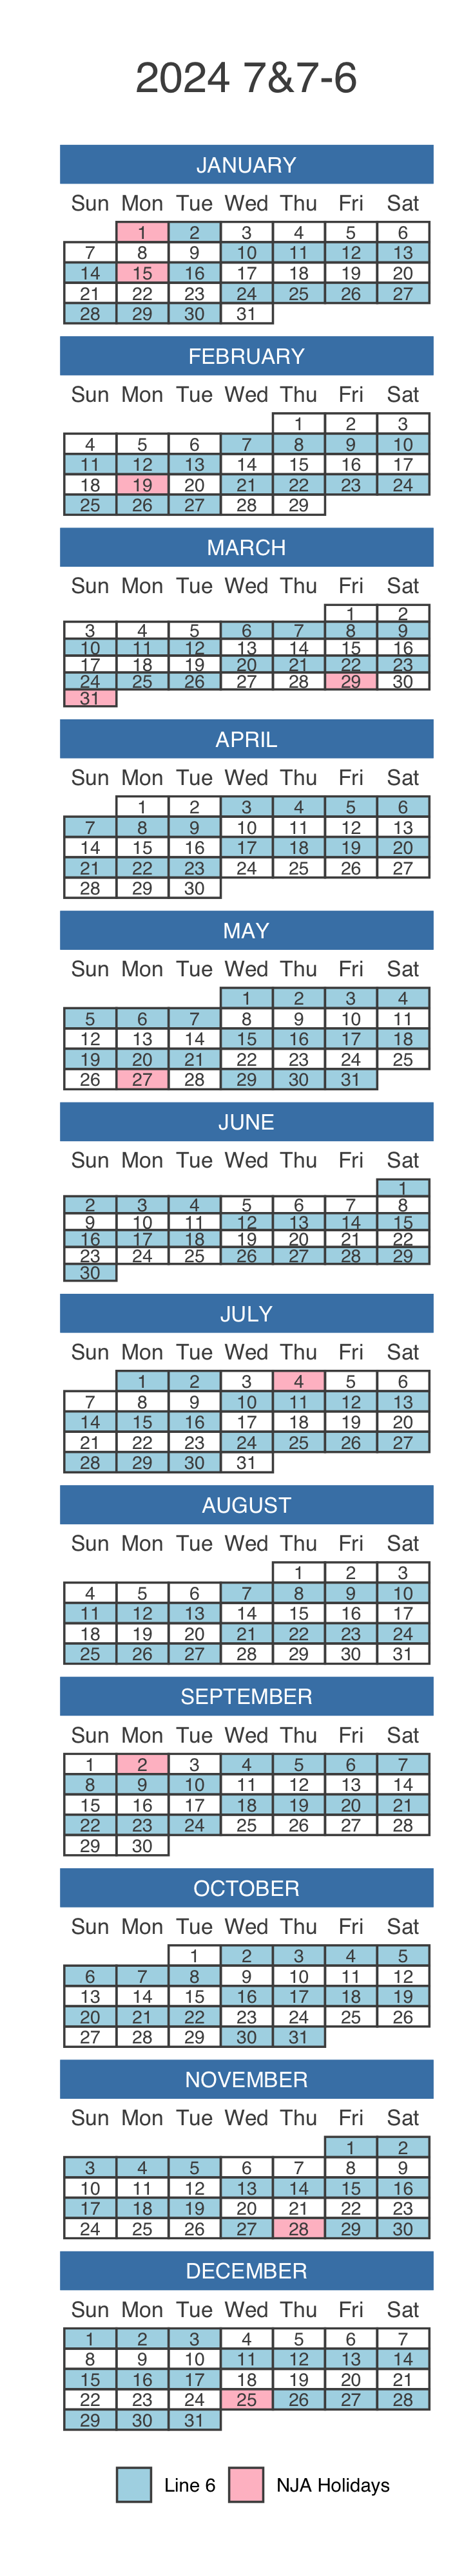 2024 7&7-6
JANUARY
Sun Mon Tue Wed Thu Fri Sat
1 2 3 4 5 6
7 8 9 10 11 12 13
14 15 16 17 18 19 20
21 22 23 24 25 26 27
28 29 30 31
FEBRUARY
Sun Mon Tue Wed Thu Fri Sat
1 2 3
4 5 6 7 8 9 10
11 12 13 14 15 16 17
18 19 20 21 22 23 24
25 26 27 28 29
MARCH
Sun Mon Tue Wed Thu Fri Sat
1 2
3 4 5 6 7 8 9
10 11 12 13 14 15 16
17 18 19 20 21 22 23
24 25 26 27 28 29 30
31
APRIL
Sun Mon Tue Wed Thu Fri Sat
1 2 3 4 5 6
7 8 9 10 11 12 13
14 15 16 17 18 19 20
21 22 23 24 25 26 27
28 29 30
MAY
Sun Mon Tue Wed Thu Fri Sat
1 2 3 4
5 6 7 8 9 10 11
12 13 14 15 16 17 18
19 20 21 22 23 24 25
26 27 28 29 30 31
JUNE
Sun Mon Tue Wed Thu Fri Sat
1
2 3 4 5 6 7 8
9 10 11 12 13 14 15
16 17 18 19 20 21 22
23 24 25 26 27 28 29
30
JULY
Sun Mon Tue Wed Thu Fri Sat
1 2 3 4 5 6
7 8 9 10 11 12 13
14 15 16 17 18 19 20
21 22 23 24 25 26 27
28 29 30 31
AUGUST
Sun Mon Tue Wed Thu Fri Sat
1 2 3
4 5 6 7 8 9 10
11 12 13 14 15 16 17
18 19 20 21 22 23 24
25 26 27 28 29 30 31
SEPTEMBER
Sun Mon Tue Wed Thu Fri Sat
1 2 3 4 5 6 7
8 9 10 11 12 13 14
15 16 17 18 19 20 21
22 23 24 25 26 27 28
29 30
OCTOBER
Sun Mon Tue Wed Thu Fri Sat
1 2 3 4 5
6 7 8 9 10 11 12
13 14 15 16 17 18 19
20 21 22 23 24 25 26
27 28 29 30 31
NOVEMBER
Sun Mon Tue Wed Thu Fri Sat
1 2
3 4 5 6 7 8 9
10 11 12 13 14 15 16
17 18 19 20 21 22 23
24 25 26 27 28 29 30
DECEMBER
Sun Mon Tue Wed Thu Fri Sat
1 2 3 4 5 6 7
8 9 10 11 12 13 14
15 16 17 18 19 20 21
22 23 24 25 26 27 28
29 30 31
Line 6 NJA Holidays